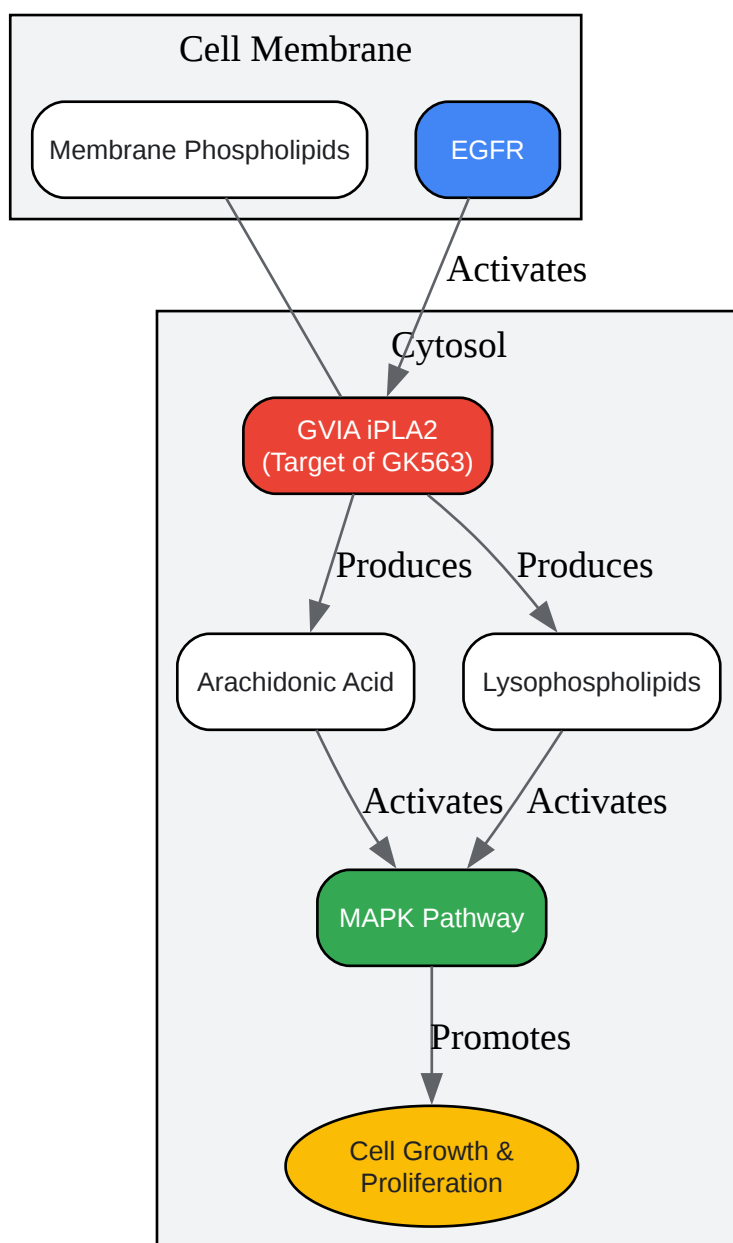 Cell Membrane
Membrane Phospholipids
EGFR
Activates
Cytosol
GVIA iPLA2
(Target of GK563)
Produces
Produces
Arachidonic Acid
Lysophospholipids
Activates
Activates
MAPK Pathway
Promotes
Cell Growth &
Proliferation